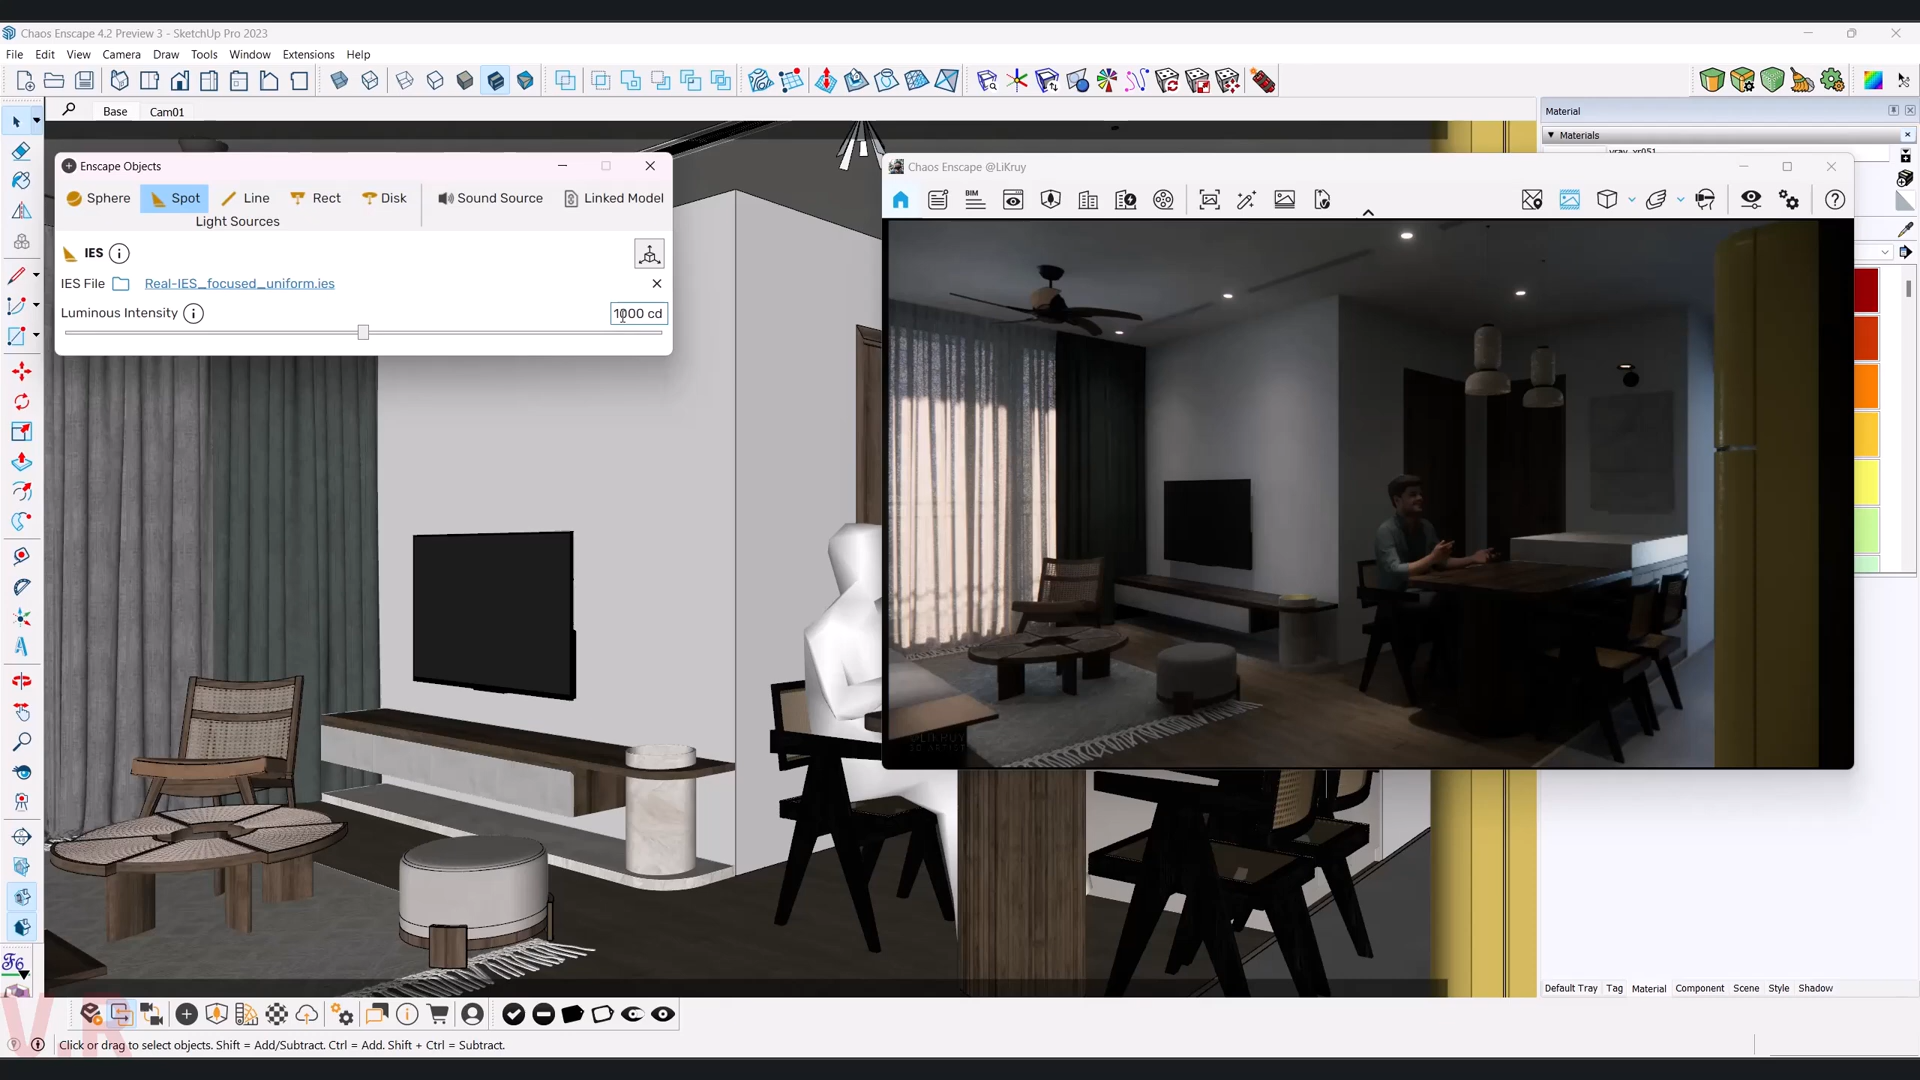 Chaos Enscape 4.2 Preview 3 - SketchUp Pro 2023
File Edit View Camera Draw Tools Window Extensions Help
Base Cam01
Material
Materials
Enscape Objects
Sphere Spot Line Rect Disk Sound Source Linked Model
Light Sources
IES
IES File Real-IES_focused_uniform.ies
Luminous Intensity 1000 cd
Chaos Enscape @LiKruy
BIM
Default Tray Tag Material Component Scene Style Shadow
Click or drag to select objects. Shift = Add/Subtract. Ctrl = Add. Shift + Ctrl = Subtract.